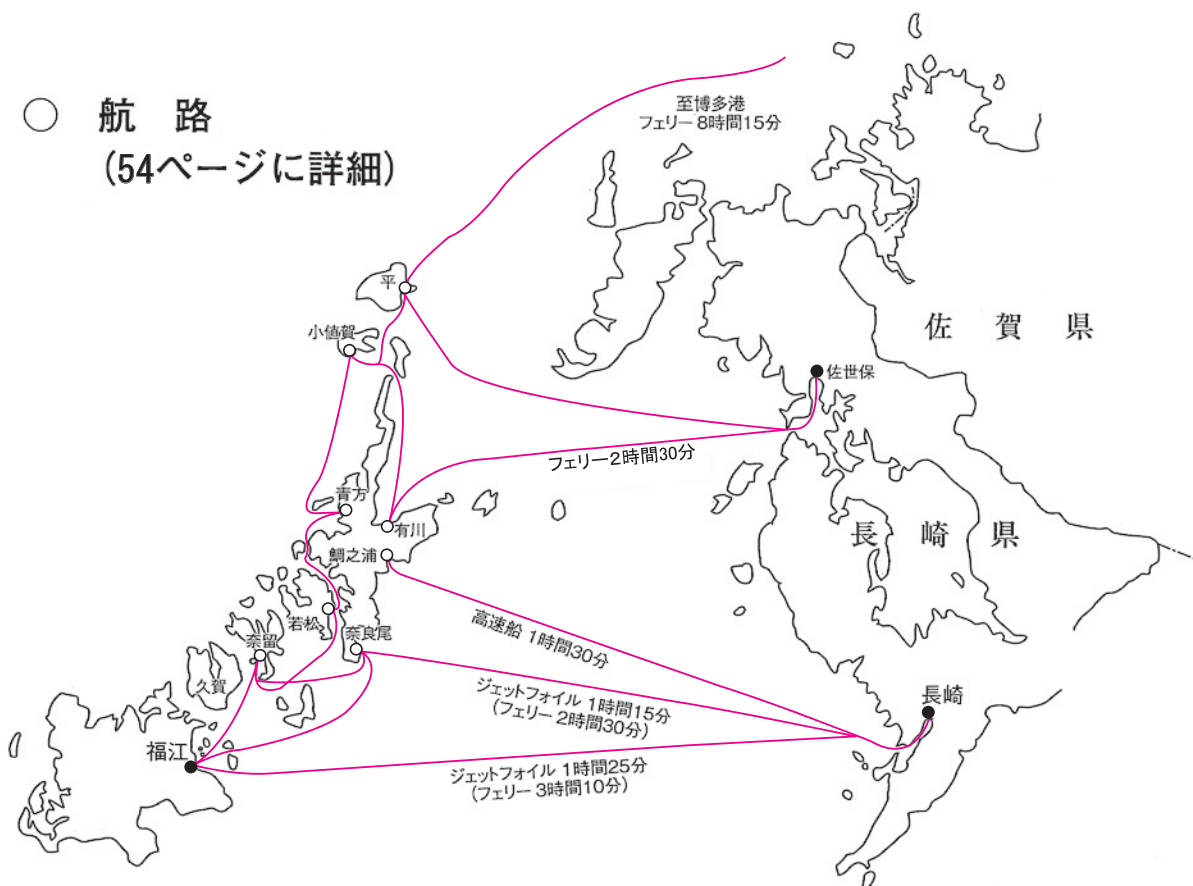 ○ 航 路
(54ページに詳細)
至博多港
フェリー 8時間15分
平
小値賀
佐 賀 県
佐世保
フェリー2時間30分
青方
有川
長 崎 県
鯛之浦
高速船 1時間30分
若松
奈良尾
奈留
久賀
ジェットフォイル 1時間15分
(フェリー 2時間30分)
長崎
福江
ジェットフォイル 1時間25分
(フェリー 3時間10分)